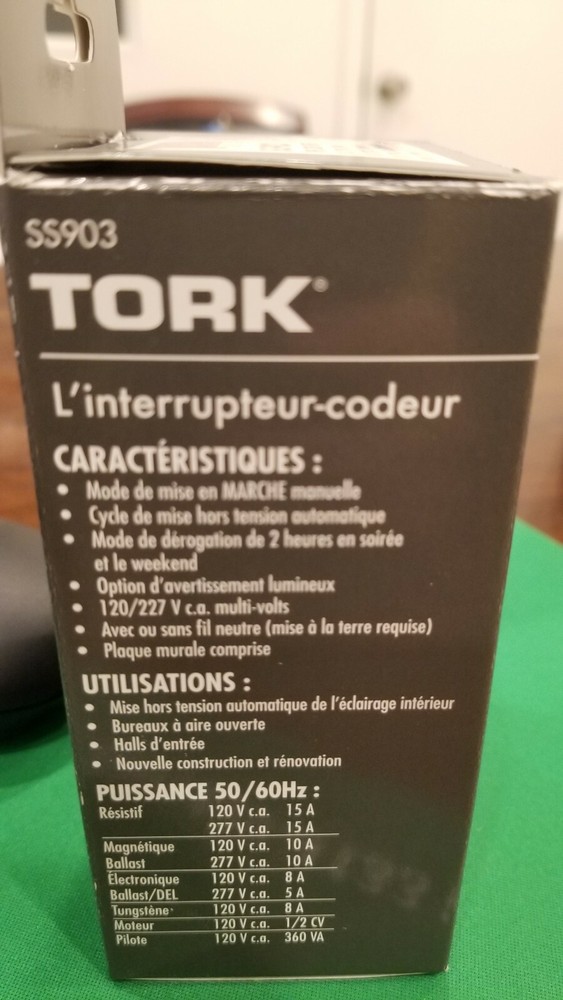 SS903
TORK
L'interrupteur-codeur
CARACTÉRISTIQUES :
• Mode de mise en MARCHE manuelle
• Cycle de mise hors tension automatique
• Mode de dérogation de 2 heures en soirée
et le weekend
• Option d'avertissement lumineux
• 120/227 V c.a. multi-volts
• Avec ou sans fil neutre (mise à la terre requise)
• Plaque murale comprise
UTILISATIONS :
• Mise hors tension automatique de l'éclairage intérieur
• Bureaux à aire ouverte
• Halls d'entrée
• Nouvelle construction et rénovation
PUISSANCE 50/60Hz :
Résistif 120 V c.a. 15 A
277 V c.a. 15 A
Magnétique 120 V c.a. 10 A
Ballast 277 V c.a. 10 A
Électronique 120 V c.a. 8 A
Ballast/DEL 277 V c.a. 5 A
Tungstène 120 V c.a. 8 A
Moteur 120 V c.a. 1/2 CV
Pilote 120 V c.a. 360 VA